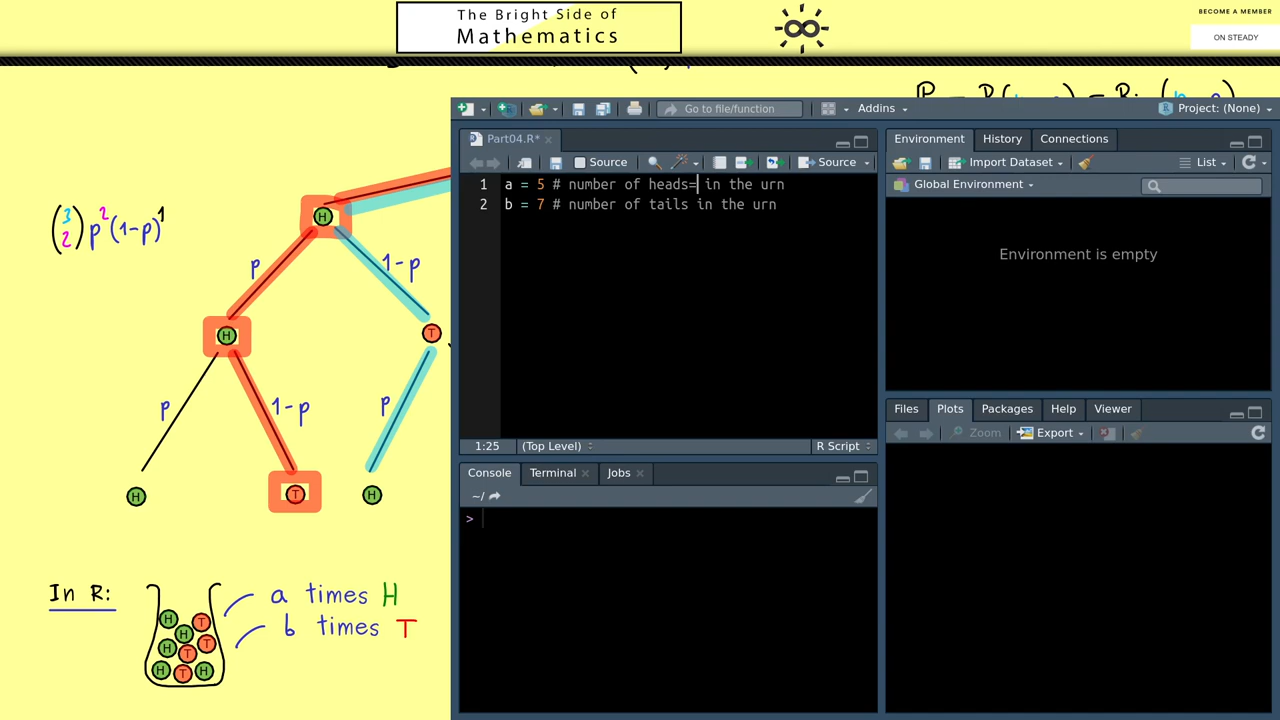 The Bright Side of
Mathematics
BECOME A MEMBER
ON STEADY
Go to file/function
Addins
Project: (None)
Part04.R*
Source
Source
1 a = 5 # number of heads= in the urn
2 b = 7 # number of tails in the urn
1:25 (Top Level) R Script
Environment History Connections
Import Dataset List
Global Environment
Environment is empty
Files Plots Packages Help Viewer
Zoom Export
Console Terminal Jobs
~/
>
(3 2) p^2 (1-p)^1
H
p 1-p
H T
p 1-p p
H T H
In R:
a times H
b times T
H T
H T
H T
H T H